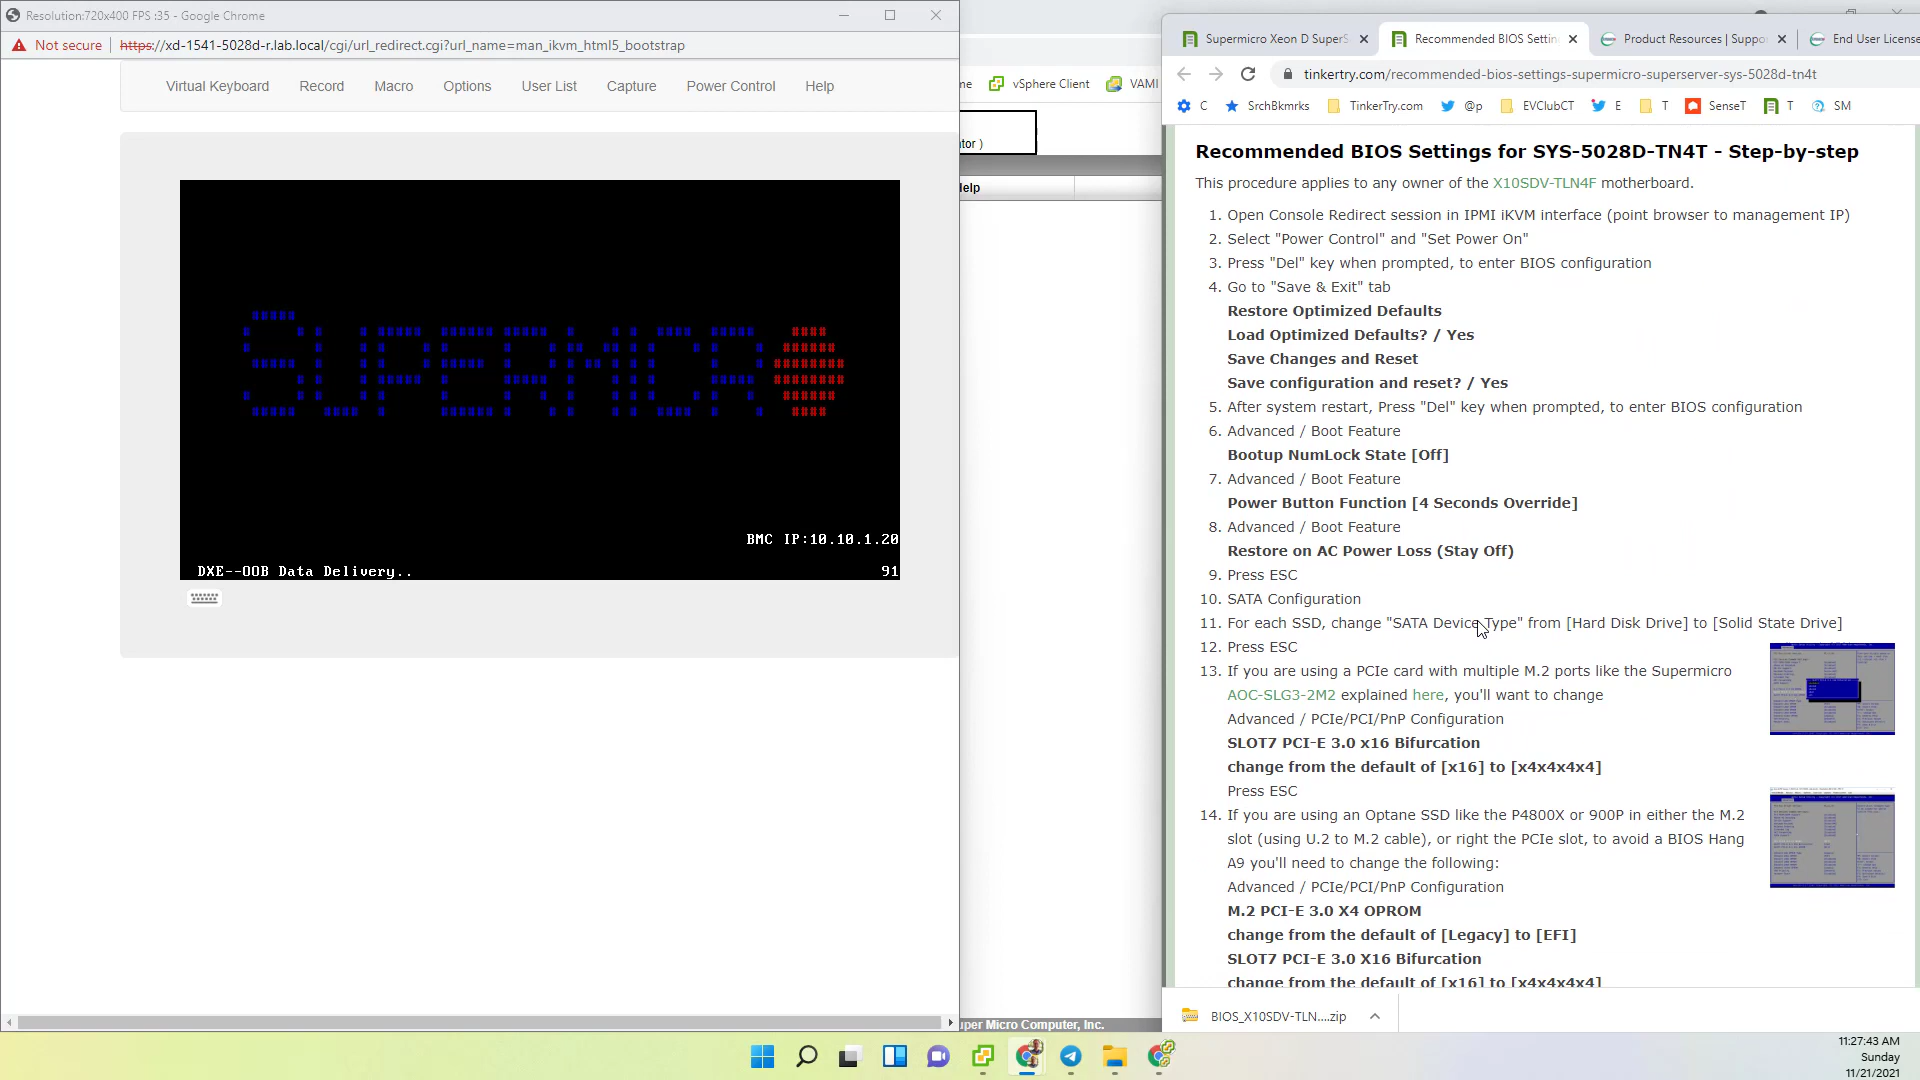 Resolution:720x400 FPS :35 - Google Chrome
Not secure
https://xd-1541-5028d-r.lab.local/cgi/url_redirect.cgi?url_name=man_ikvm_html5_bootstrap
Virtual Keyboard Record Macro Options User List Capture Power Control Help
SUPERMICR
BMC IP:10.10.1.20
DXE--OOB Data Delivery.. 91
vSphere Client VAMI
ator )
elp
uper Micro Computer, Inc.
Supermicro Xeon D SuperS
Recommended BIOS Settin
Product Resources | Suppo
End User License
tinkertry.com/recommended-bios-settings-supermicro-superserver-sys-5028d-tn4t
C SrchBkmrks TinkerTry.com @p EVClubCT E T SenseT T SM
Recommended BIOS Settings for SYS-5028D-TN4T - Step-by-step
This procedure applies to any owner of the X10SDV-TLN4F motherboard.
1. Open Console Redirect session in IPMI iKVM interface (point browser to management IP)
2. Select "Power Control" and "Set Power On"
3. Press "Del" key when prompted, to enter BIOS configuration
4. Go to "Save & Exit" tab
Restore Optimized Defaults
Load Optimized Defaults? / Yes
Save Changes and Reset
Save configuration and reset? / Yes
5. After system restart, Press "Del" key when prompted, to enter BIOS configuration
6. Advanced / Boot Feature
Bootup NumLock State [Off]
7. Advanced / Boot Feature
Power Button Function [4 Seconds Override]
8. Advanced / Boot Feature
Restore on AC Power Loss (Stay Off)
9. Press ESC
10. SATA Configuration
11. For each SSD, change "SATA Device Type" from [Hard Disk Drive] to [Solid State Drive]
12. Press ESC
13. If you are using a PCIe card with multiple M.2 ports like the Supermicro
AOC-SLG3-2M2 explained here, you'll want to change
Advanced / PCIe/PCI/PnP Configuration
SLOT7 PCI-E 3.0 x16 Bifurcation
change from the default of [x16] to [x4x4x4x4]
Press ESC
14. If you are using an Optane SSD like the P4800X or 900P in either the M.2
slot (using U.2 to M.2 cable), or right the PCIe slot, to avoid a BIOS Hang
A9 you'll need to change the following:
Advanced / PCIe/PCI/PnP Configuration
M.2 PCI-E 3.0 X4 OPROM
change from the default of [Legacy] to [EFI]
SLOT7 PCI-E 3.0 X16 Bifurcation
change from the default of [x16] to [x4x4x4x4]
BIOS_X10SDV-TLN....zip
11:27:43 AM
Sunday
11/21/2021